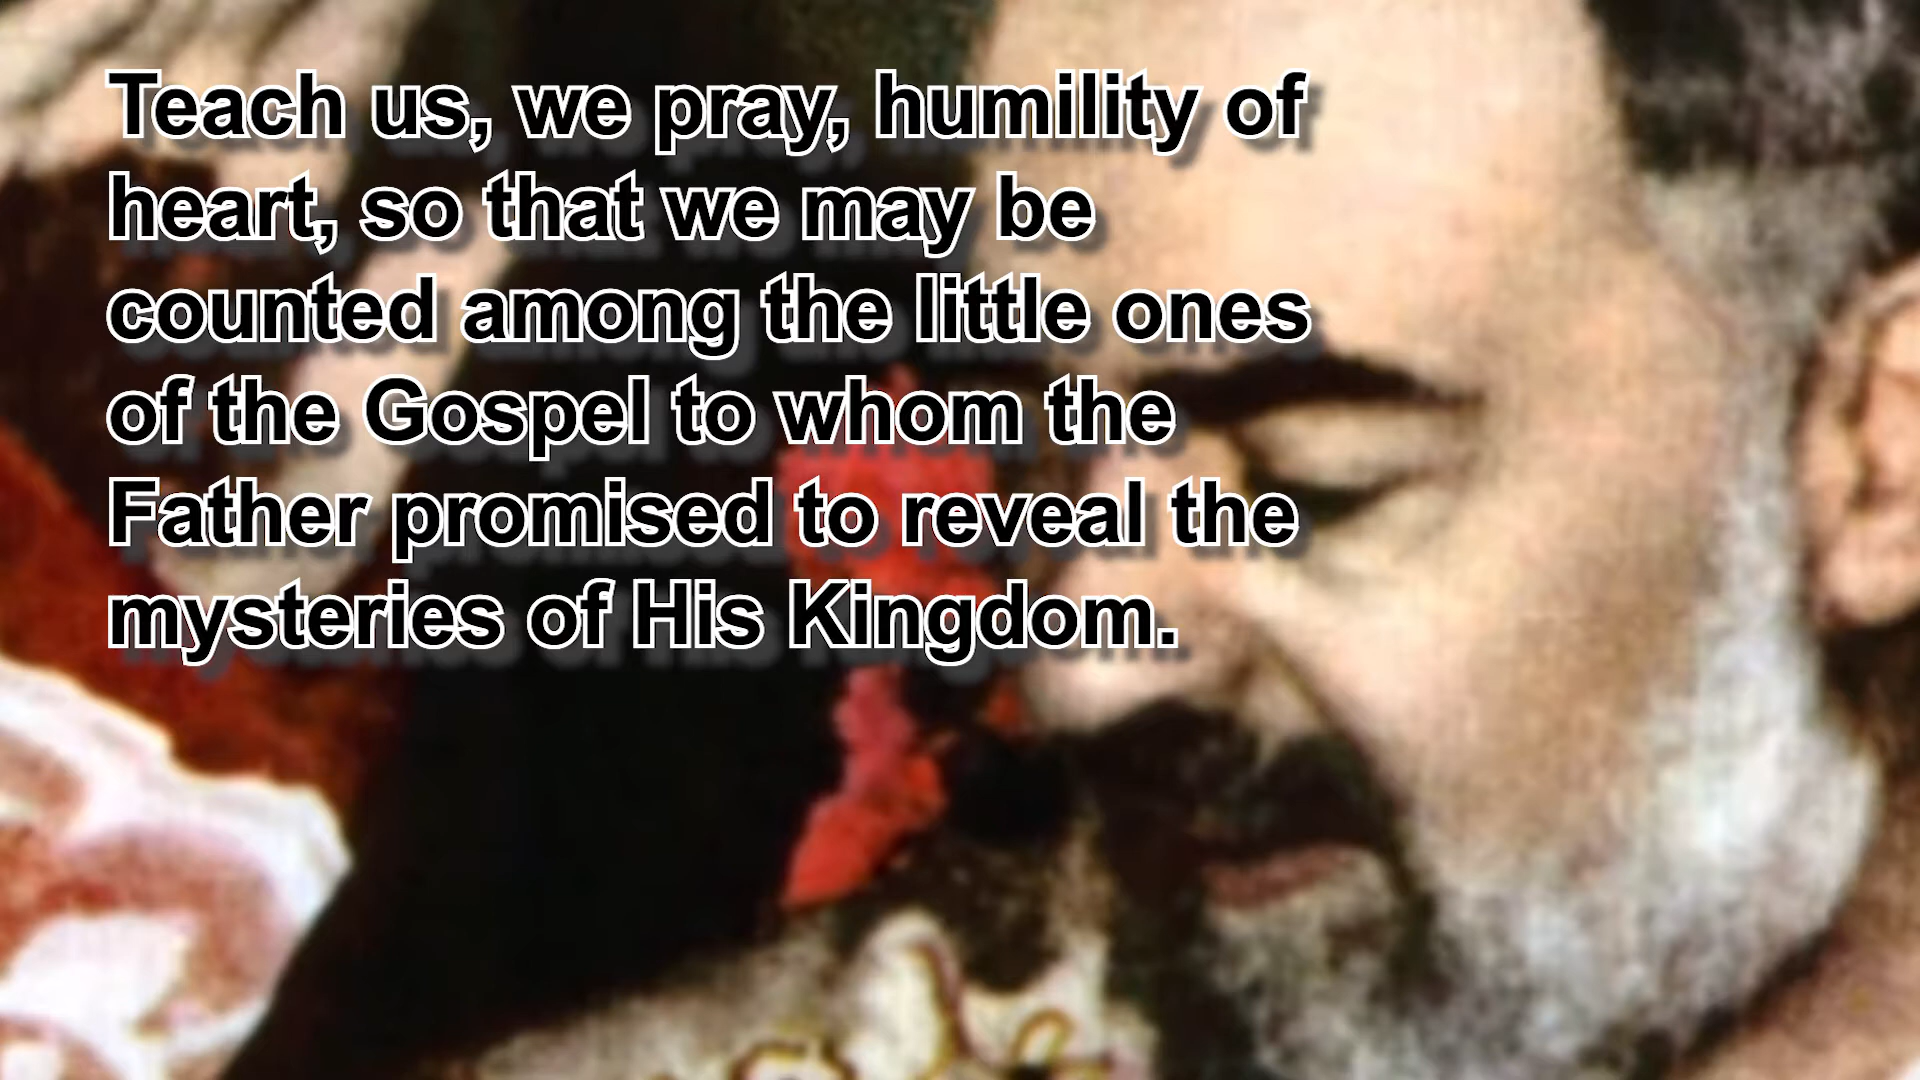 Teach us, we pray, humility of
heart, so that we may be
counted among the little ones
of the Gospel to whom the
Father promised to reveal the
mysteries of His Kingdom.